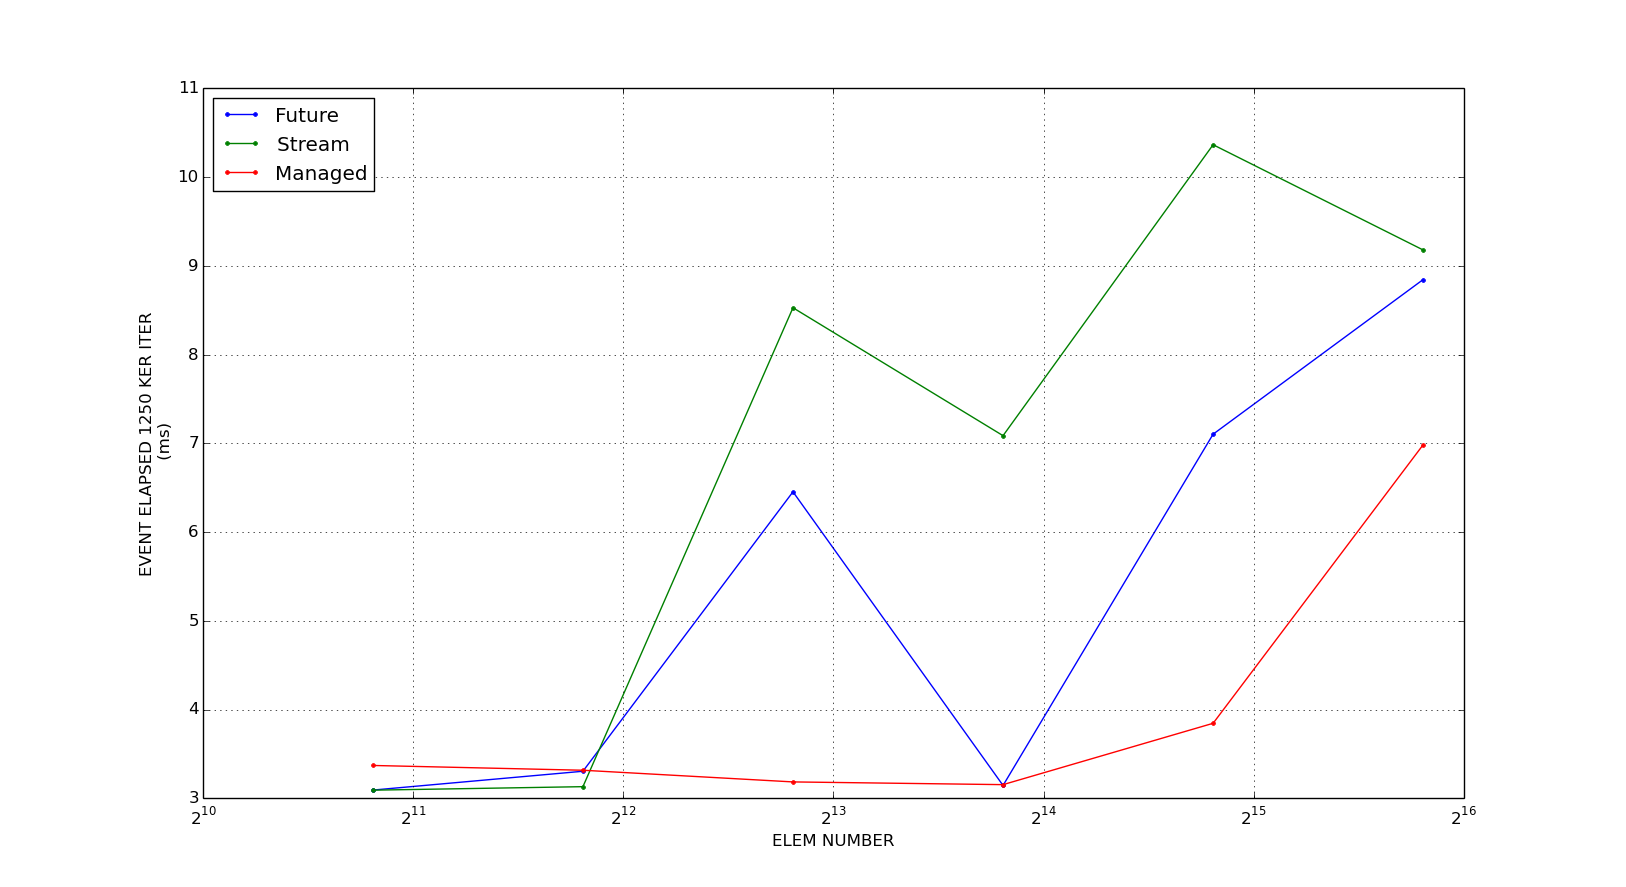 Future
Stream
Managed
11
10
9
8
7
6
5
4
3
EVENT ELAPSED 1250 KER ITER
(ms)
2^10 2^11 2^12 2^13 2^14 2^15 2^16
ELEM NUMBER